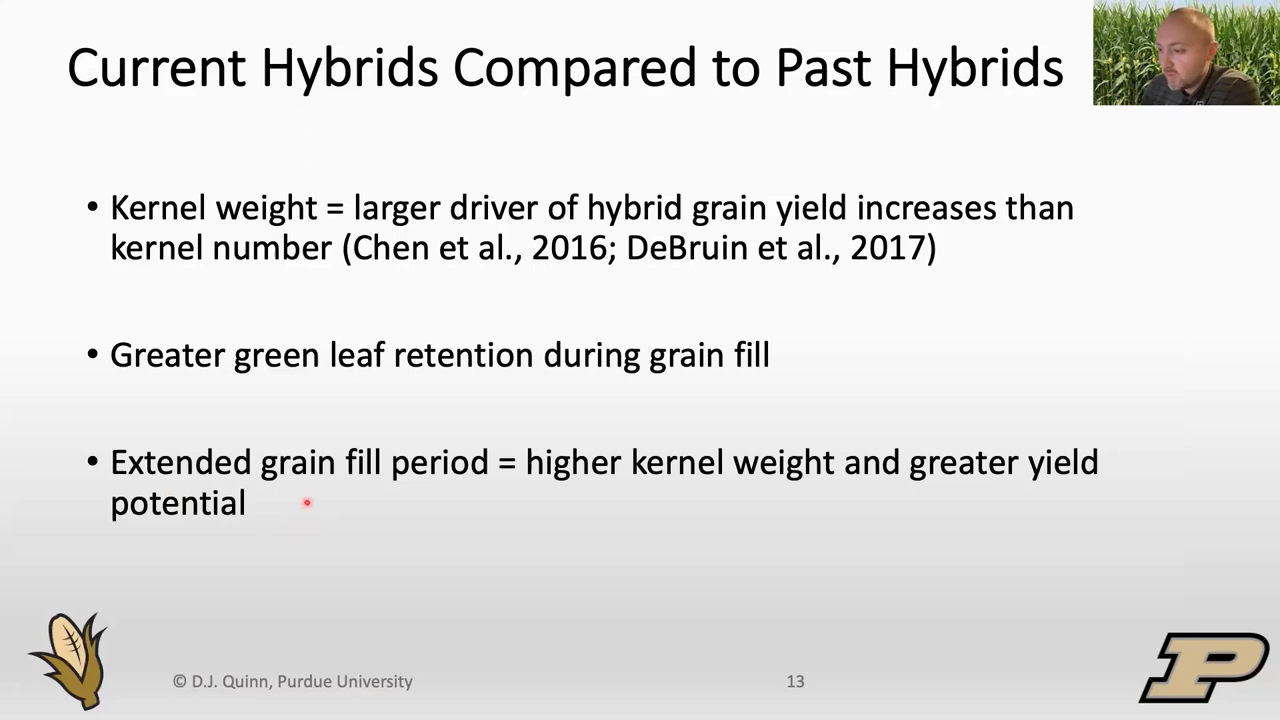 Current Hybrids Compared to Past Hybrids
• Kernel weight = larger driver of hybrid grain yield increases than
kernel number (Chen et al., 2016; DeBruin et al., 2017)
• Greater green leaf retention during grain fill
• Extended grain fill period = higher kernel weight and greater yield
potential
© D.J. Quinn, Purdue University
13
P